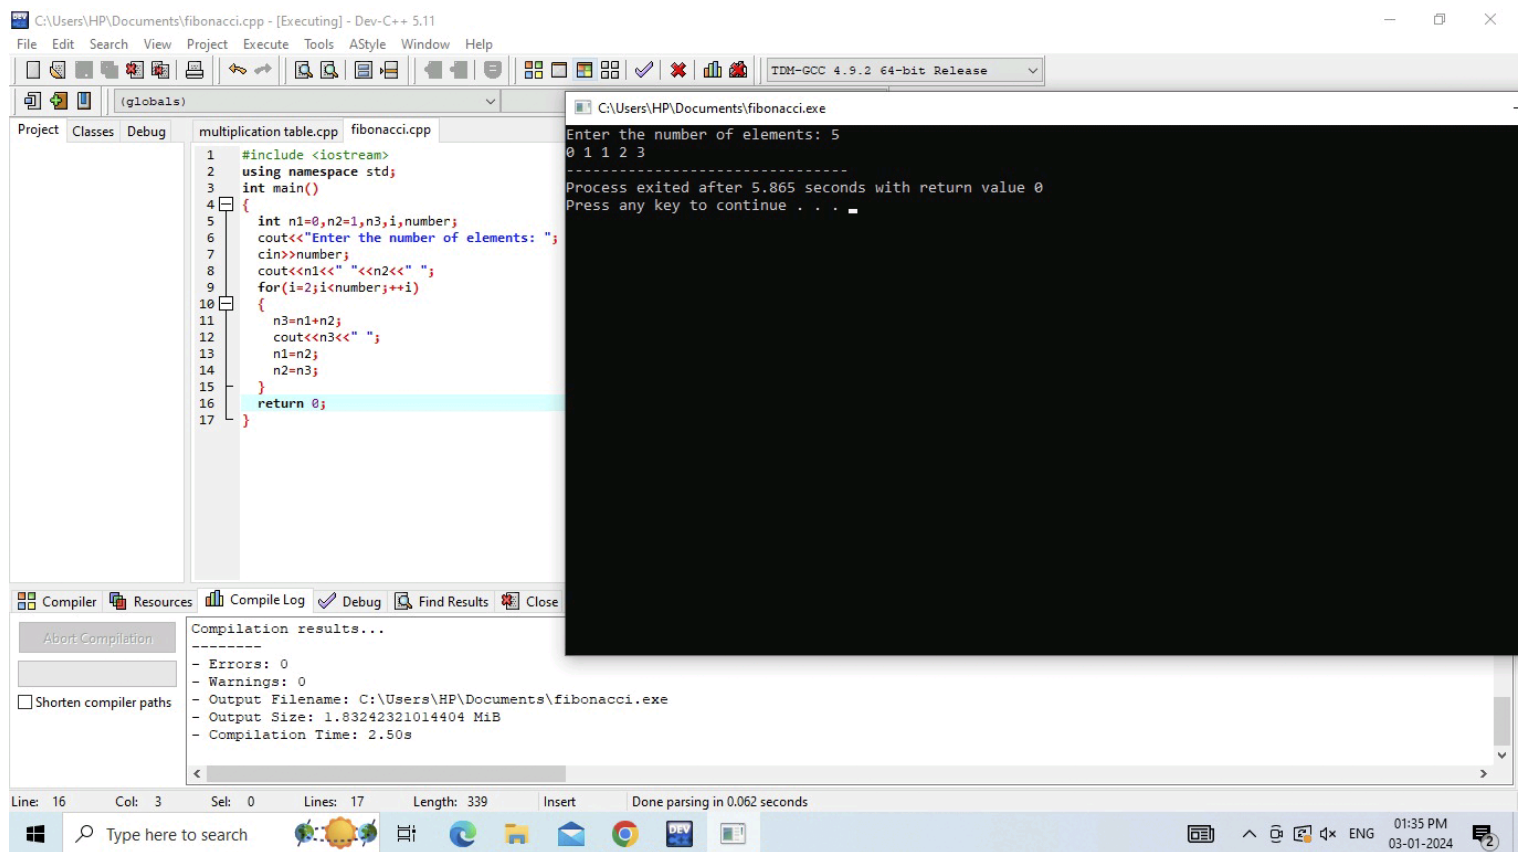 C:\Users\HP\Documents\fibonacci.cpp - [Executing] - Dev-C++ 5.11
File Edit Search View Project Execute Tools AStyle Window Help
TDM-GCC 4.9.2 64-bit Release
(globals)
Project Classes Debug
multiplication table.cpp fibonacci.cpp
1 #include <iostream>
2 using namespace std;
3 int main()
4 {
5 int n1=0,n2=1,n3,i,number;
6 cout<<"Enter the number of elements: ";
7 cin>>number;
8 cout<<n1<<" "<<n2<<" ";
9 for(i=2;i<number;++i)
10 {
11 n3=n1+n2;
12 cout<<n3<<" ";
13 n1=n2;
14 n2=n3;
15 }
16 return 0;
17 }
C:\Users\HP\Documents\fibonacci.exe
Enter the number of elements: 5
0 1 1 2 3
--------------------------------
Process exited after 5.865 seconds with return value 0
Press any key to continue . . .
Compiler Resources Compile Log Debug Find Results Close
Abort Compilation
Shorten compiler paths
Compilation results...
--------
- Errors: 0
- Warnings: 0
- Output Filename: C:\Users\HP\Documents\fibonacci.exe
- Output Size: 1.83242321014404 MiB
- Compilation Time: 2.50s
Line: 16 Col: 3 Sel: 0 Lines: 17 Length: 339 Insert Done parsing in 0.062 seconds
Type here to search
DEV
ENG
01:35 PM
03-01-2024
2